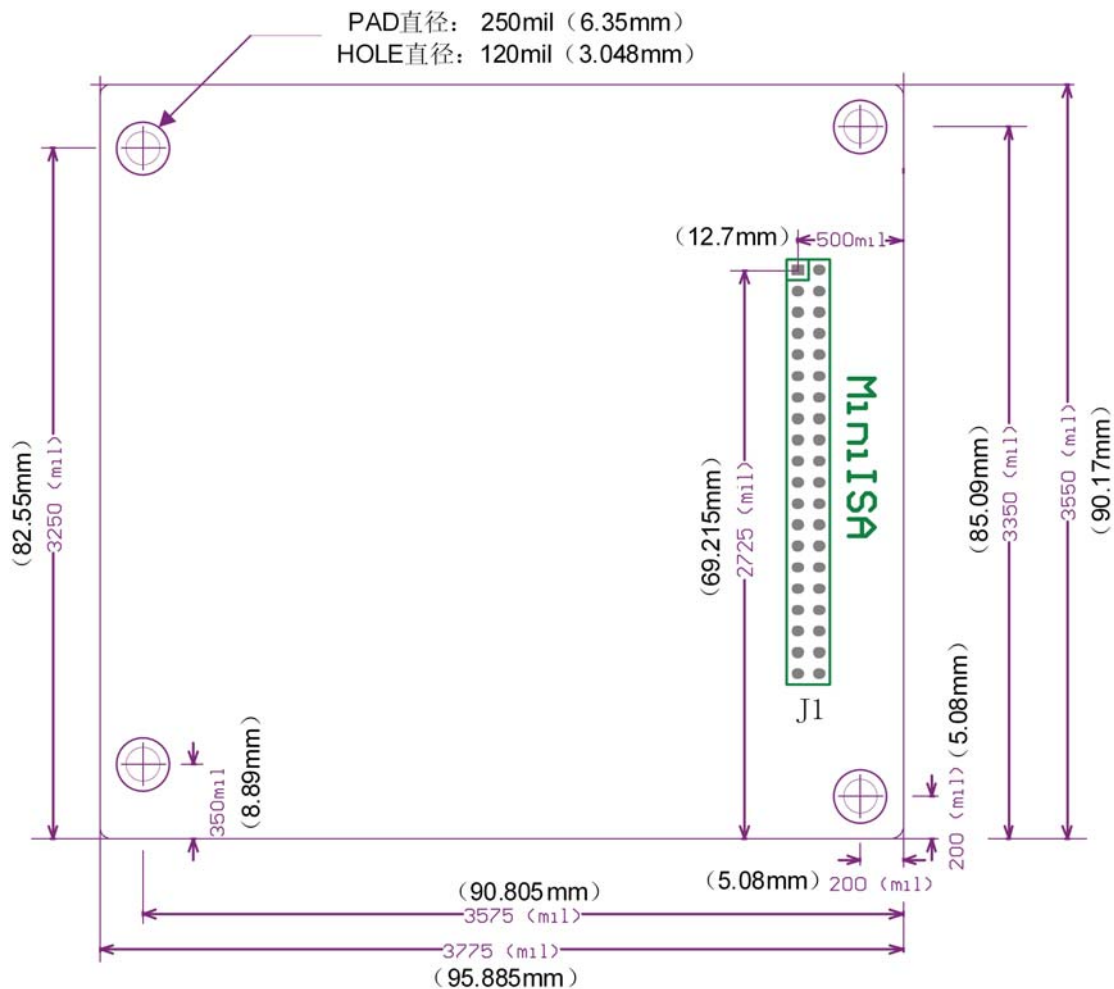 PAD直径： 250mil（6.35mm）
HOLE直径：120mil（3.048mm）
（12.7mm）
500mil
MiniISA
（82.55mm）
3250 (mil)
（69.215mm）
2725 (mil)
（85.09mm）
3350 (mil)
3550 (mil)
（90.17mm）
J1
350mil
（8.89mm）
200 (mil)
（5.08mm）
（5.08mm）
200 (mil)
（90.805mm）
3575 (mil)
3775 (mil)
（95.885mm）